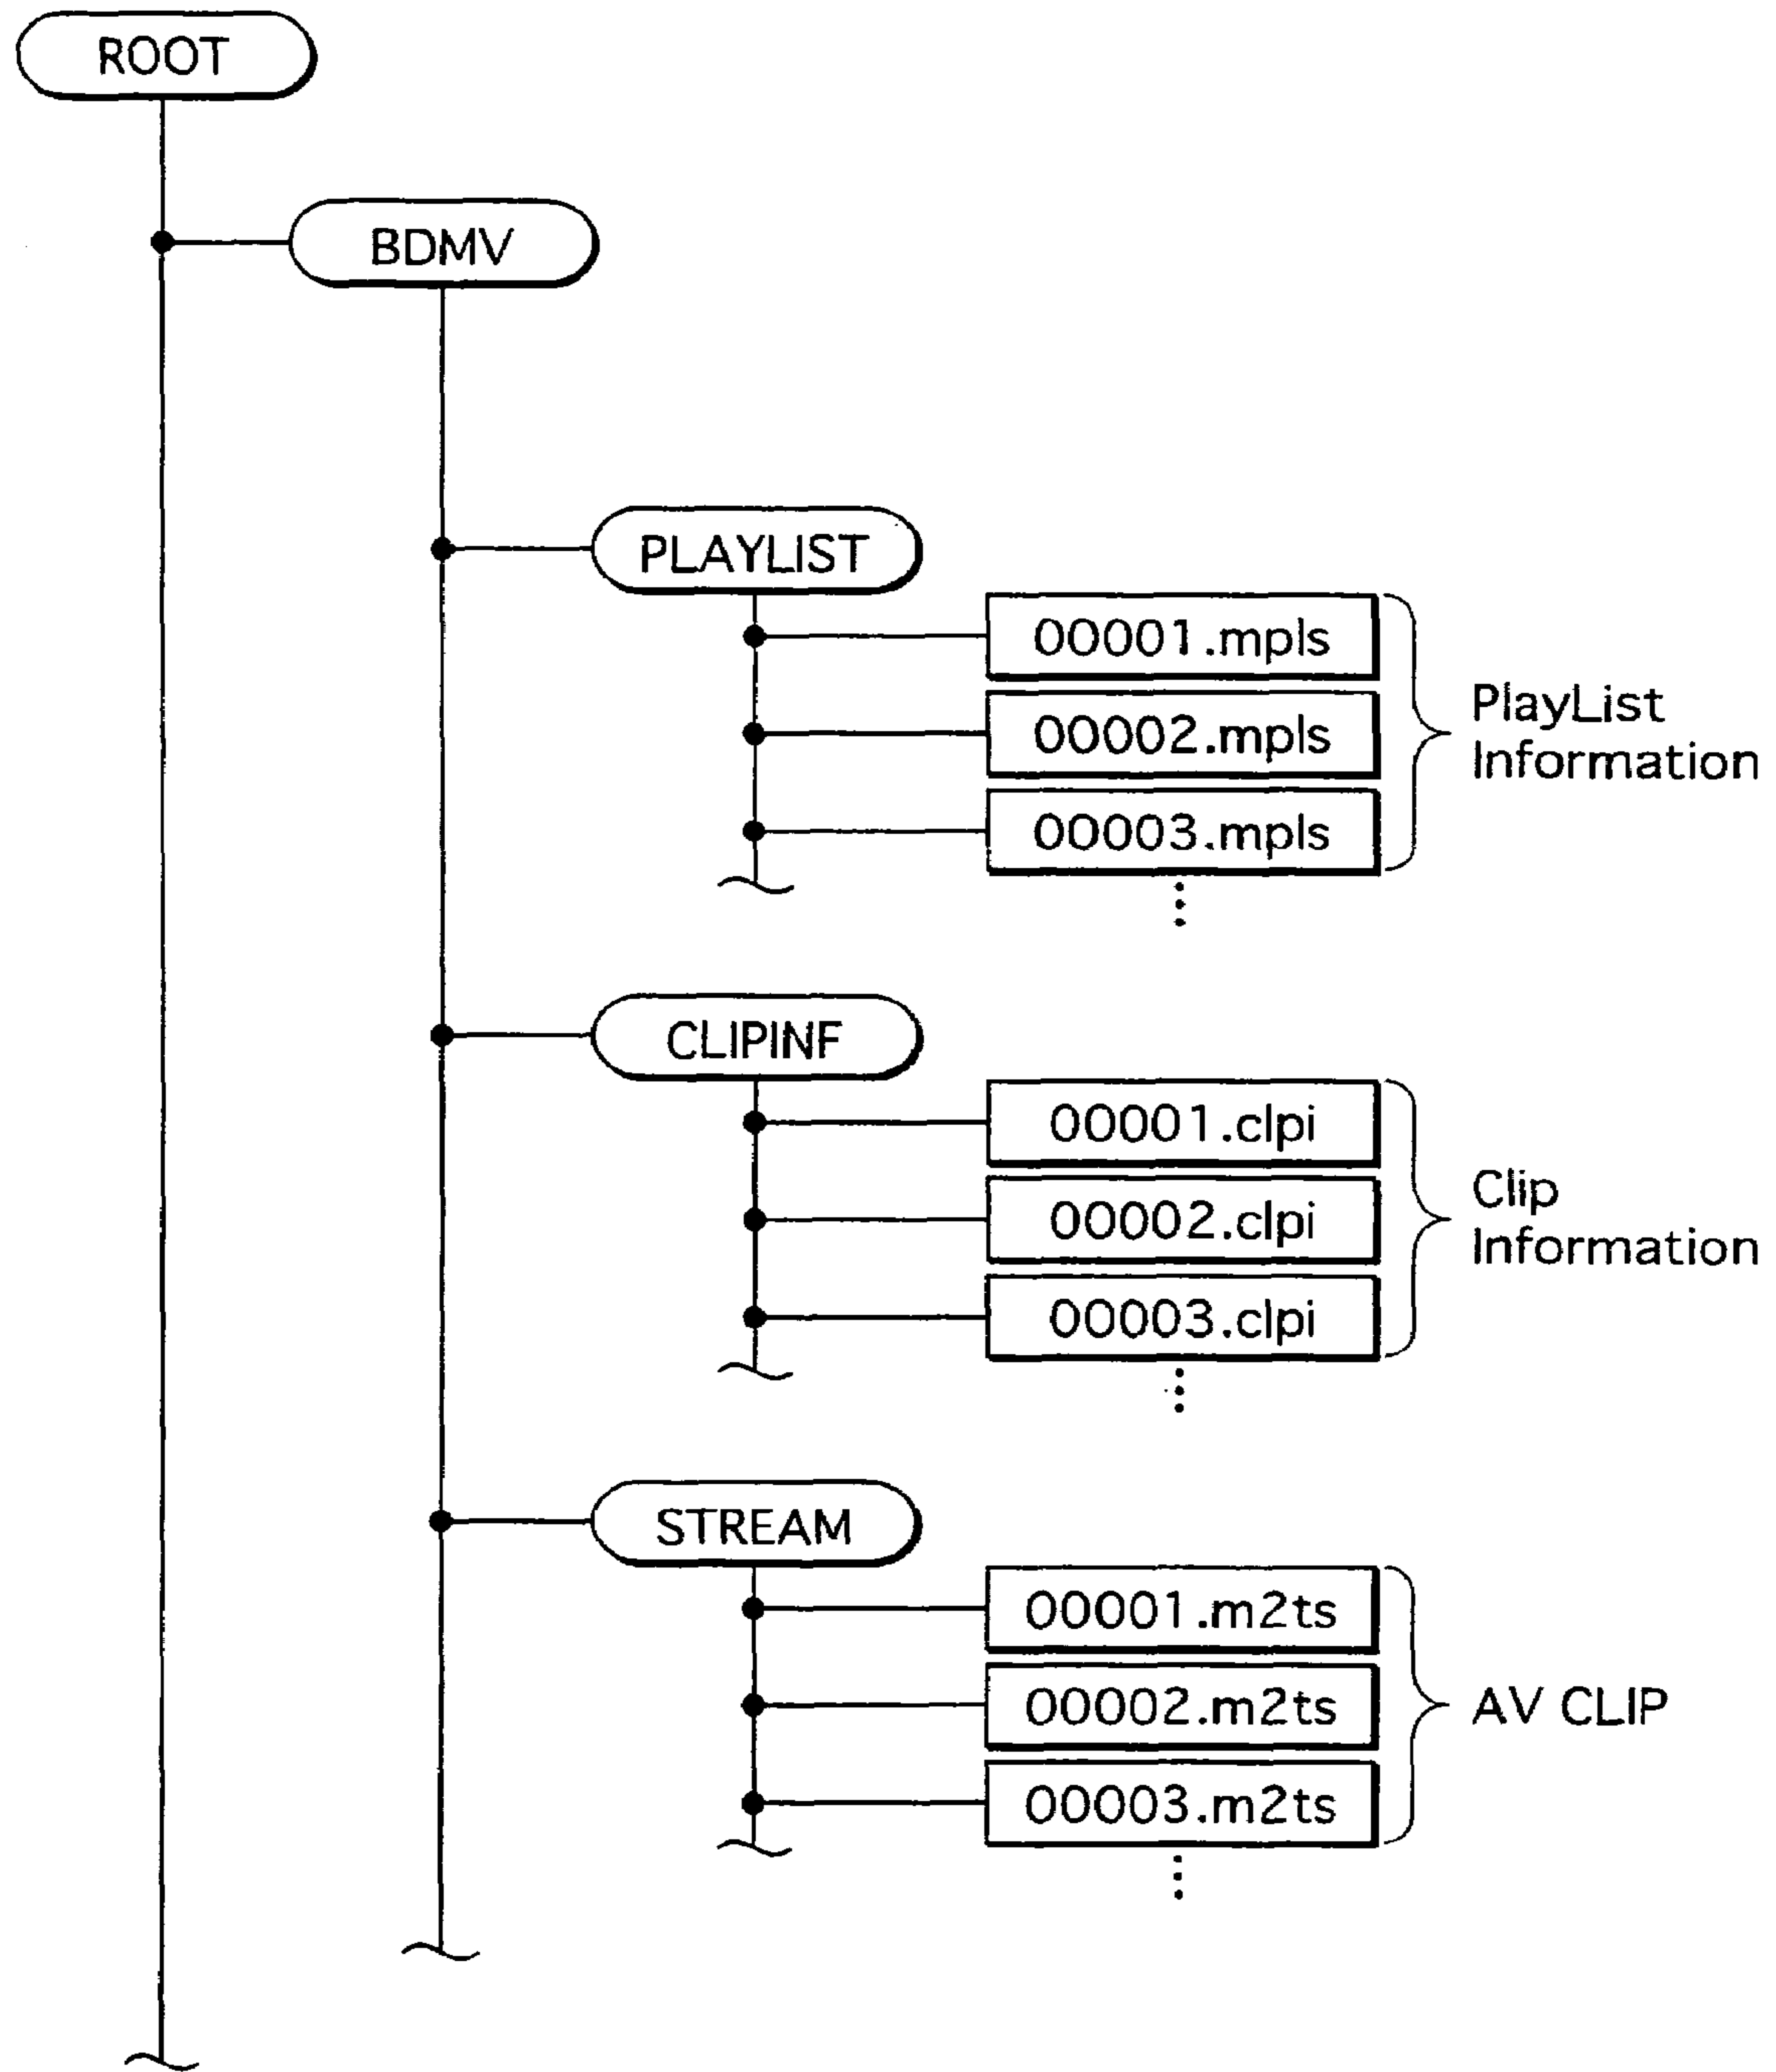 ROOT
BDMV
PLAYLIST
00001.mpls
00002.mpls
00003.mpls
PlayList
Information
CLIPINF
00001.clpi
00002.clpi
00003.clpi
Clip
Information
STREAM
00001.m2ts
00002.m2ts
00003.m2ts
AV CLIP